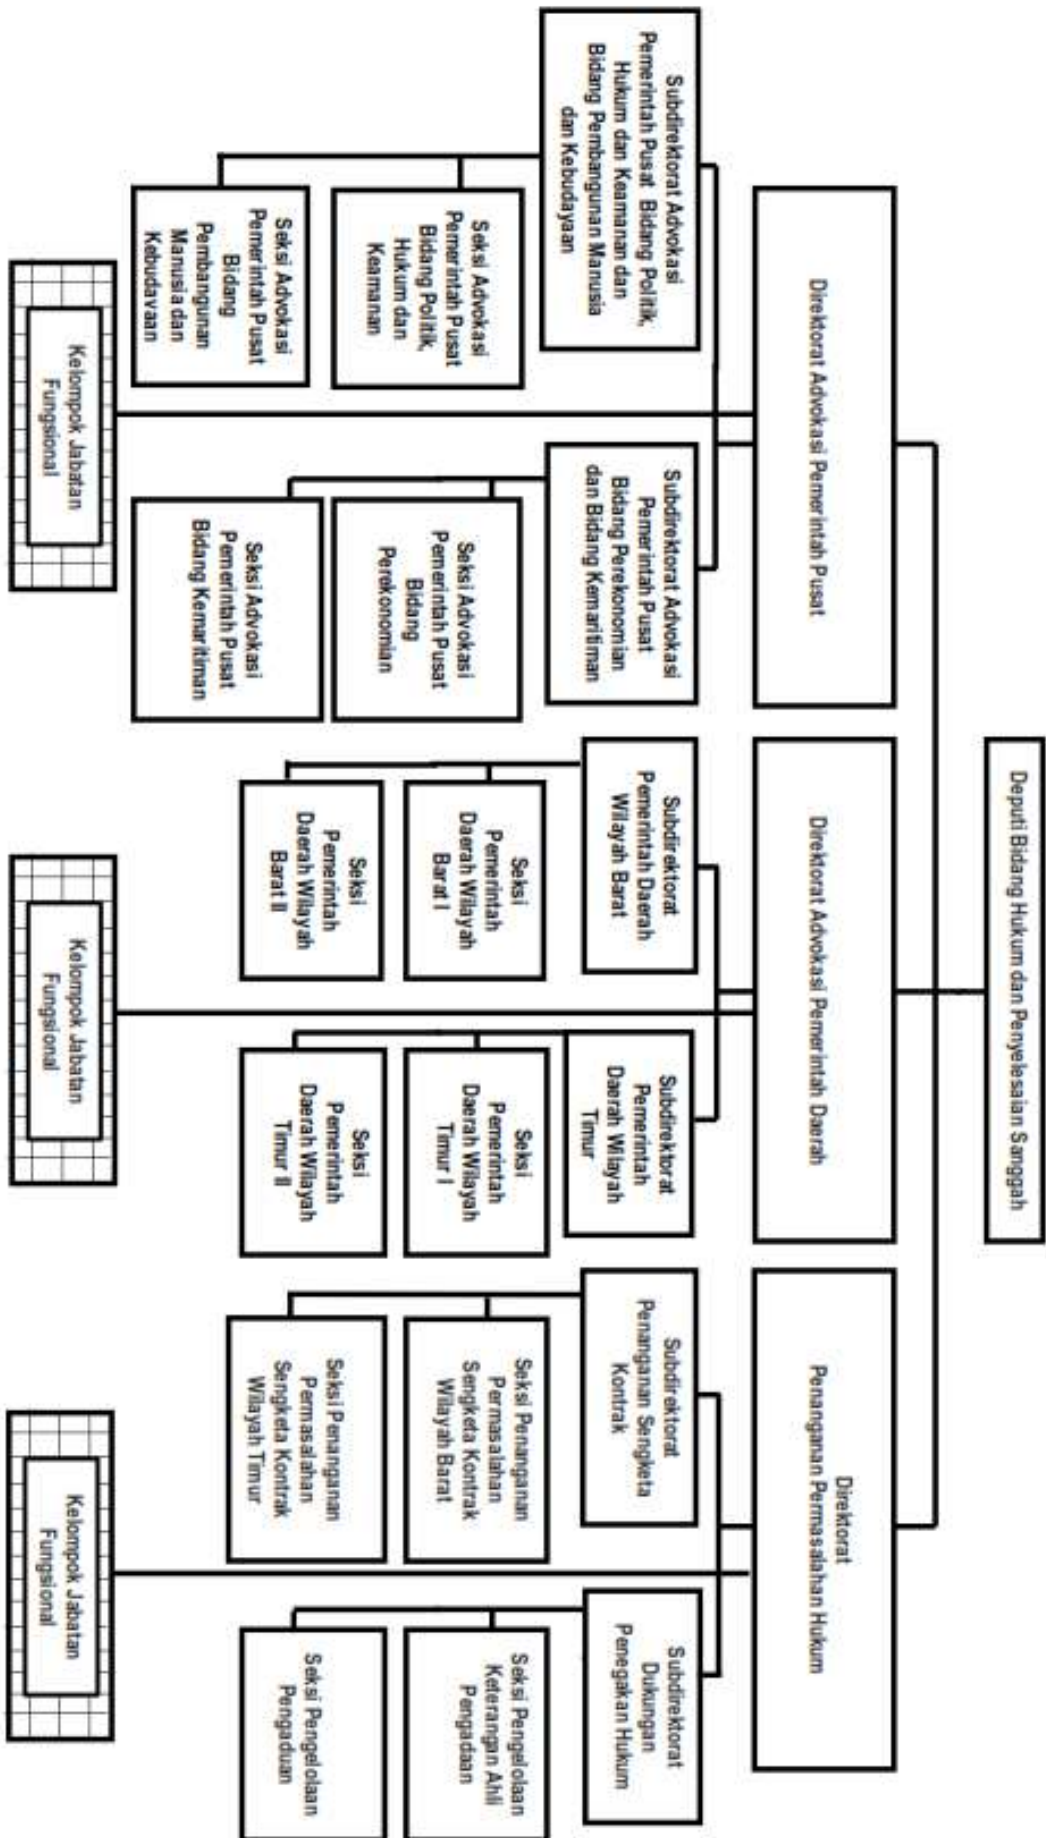 Deputi Bidang Hukum dan Penyelesaian Sanggah
Direktorat Advokasi Pemerintah Pusat
Direktorat Advokasi Pemerintah Daerah
Direktorat
Penanganan Permasalahan Hukum
Subdirektorat Advokasi
Pemerintah Pusat Bidang Politik,
Hukum dan Keamanan dan
Bidang Pembangunan Manusia
dan Kebudayaan
Subdirektorat Advokasi
Pemerintah Pusat
Bidang Perekonomian
dan Bidang Kemaritiman
Subdirektorat
Pemerintah Daerah
Wilayah Barat
Subdirektorat
Pemerintah
Daerah Wilayah
Timur
Subdirektorat
Penanganan Sengketa
Kontrak
Subdirektorat
Dukungan
Penegakan Hukum
Seksi Advokasi
Pemerintah Pusat
Bidang Politik,
Hukum dan
Keamanan
Seksi Advokasi
Pemerintah Pusat
Bidang
Perekonomian
Seksi
Pemerintah
Daerah Wilayah
Barat I
Seksi
Pemerintah
Daerah Wilayah
Timur I
Seksi Penanganan
Permasalahan
Sengketa Kontrak
Wilayah Barat
Seksi Pengelolaan
Keterangan Ahli
Pengadaan
Seksi Advokasi
Pemerintah Pusat
Bidang
Pembangunan
Manusia dan
Kebudayaan
Seksi Advokasi
Pemerintah Pusat
Bidang Kemaritiman
Seksi
Pemerintah
Daerah Wilayah
Barat II
Seksi
Pemerintah
Daerah Wilayah
Timur II
Seksi Penanganan
Permasalahan
Sengketa Kontrak
Wilayah Timur
Seksi Pengelolaan
Pengaduan
Kelompok Jabatan
Fungsional
Kelompok Jabatan
Fungsional
Kelompok Jabatan
Fungsional